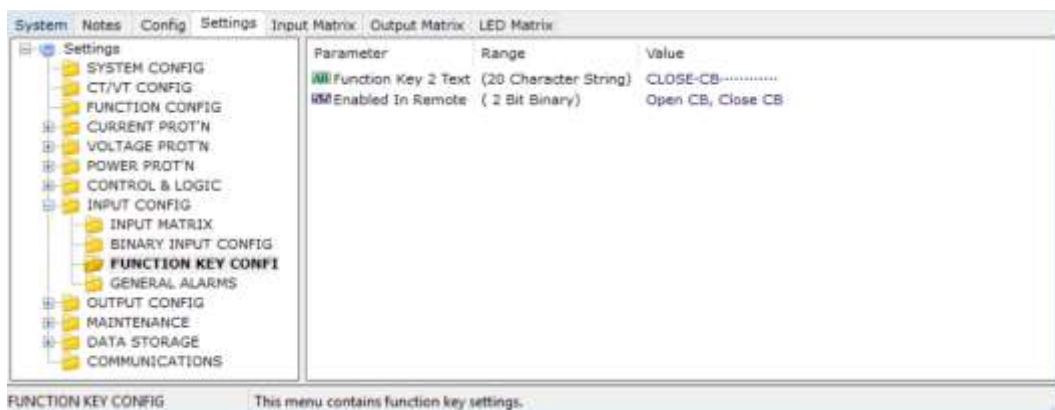 System Notes Config Settings Input Matrix Output Matrix LED Matrix
Settings
SYSTEM CONFIG
CT/VT CONFIG
FUNCTION CONFIG
CURRENT PROT'N
VOLTAGE PROT'N
POWER PROT'N
CONTROL & LOGIC
INPUT CONFIG
INPUT MATRIX
BINARY INPUT CONFIG
FUNCTION KEY CONFI
GENERAL ALARMS
OUTPUT CONFIG
MAINTENANCE
DATA STORAGE
COMMUNICATIONS
Parameter Range Value
Function Key 2 Text (20 Character String) CLOSE-CB------------
Enabled In Remote ( 2 Bit Binary) Open CB, Close CB
FUNCTION KEY CONFIG This menu contains function key settings.